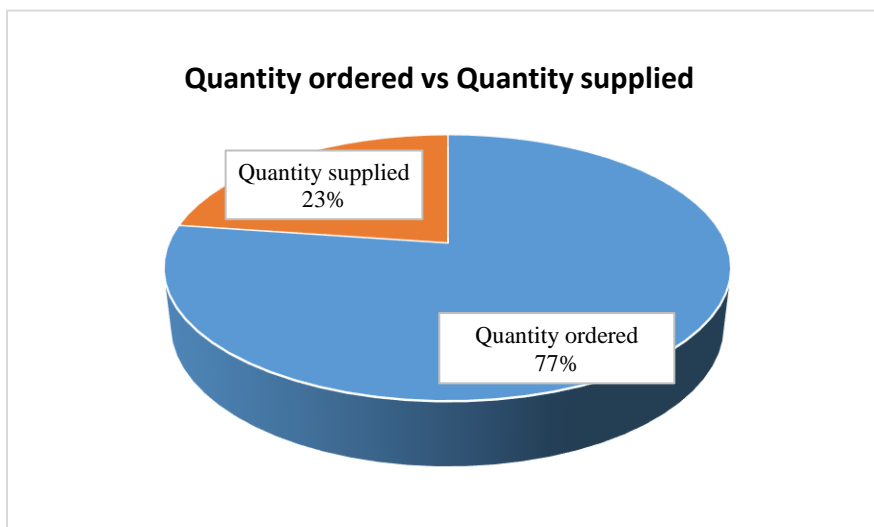 Quantity ordered vs Quantity supplied
Quantity supplied
23%
Quantity ordered
77%